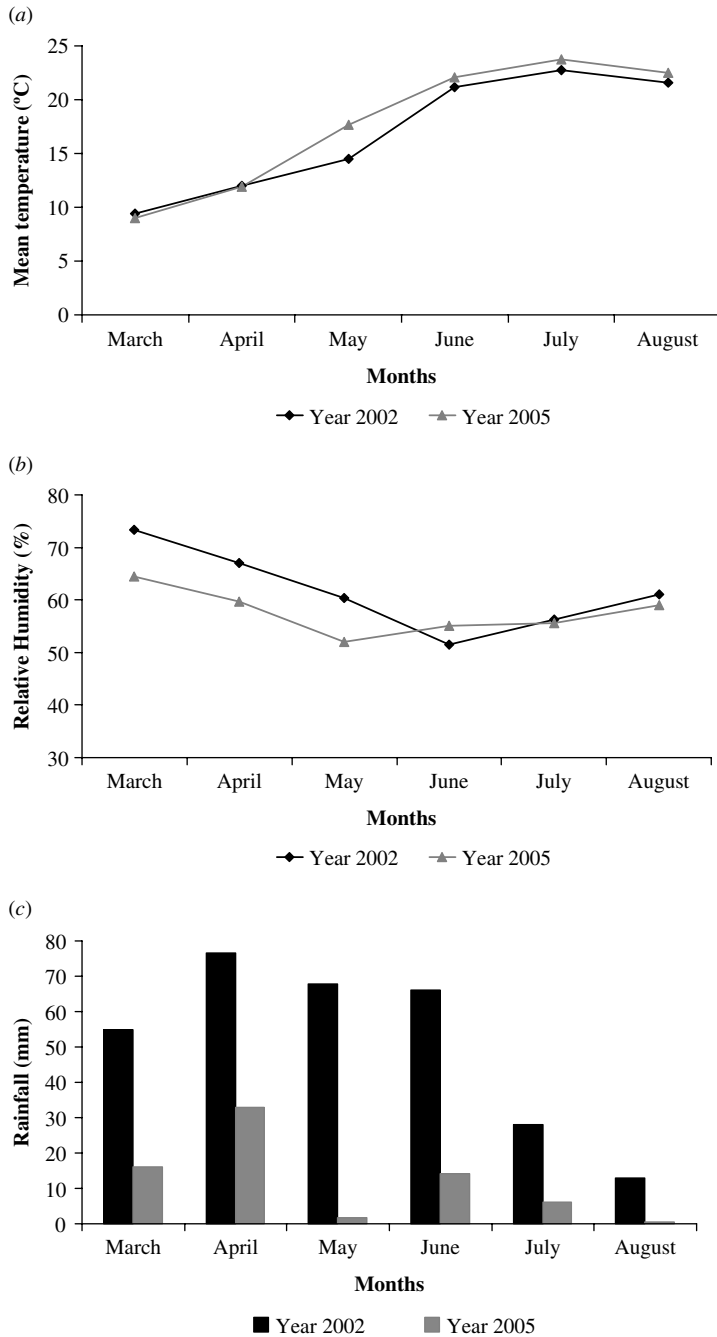 (a)
Mean temperature (ºC)
25
20
15
10
5
0
March April May June July August
Months
Year 2002 Year 2005
(b)
Relative Humidity (%)
80
70
60
50
40
30
March April May June July August
Months
Year 2002 Year 2005
(c)
Rainfall (mm)
80
70
60
50
40
30
20
10
0
March April May June July August
Months
Year 2002 Year 2005